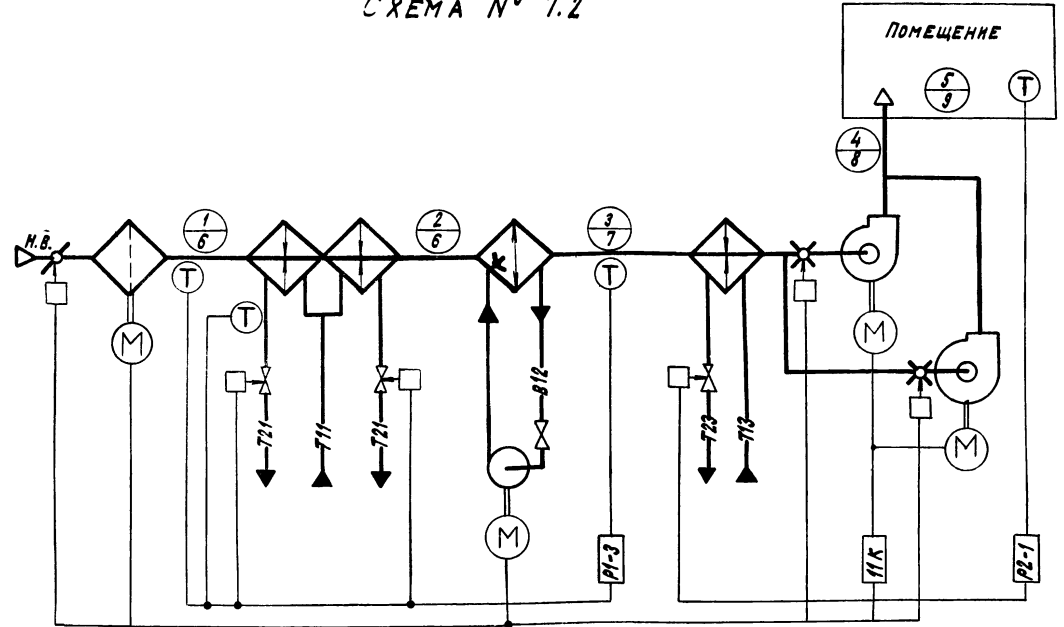 СХЕМА № 1.2
ПОМЕЩЕНИЕ
5
9
Т
4
8
Н.В.
1
6
2
6
3
7
Т
Т
Т
М
М
В12
Т21
Т11
Т21
Т23
Т13
М
М
Р1-3
11К
Р2-1